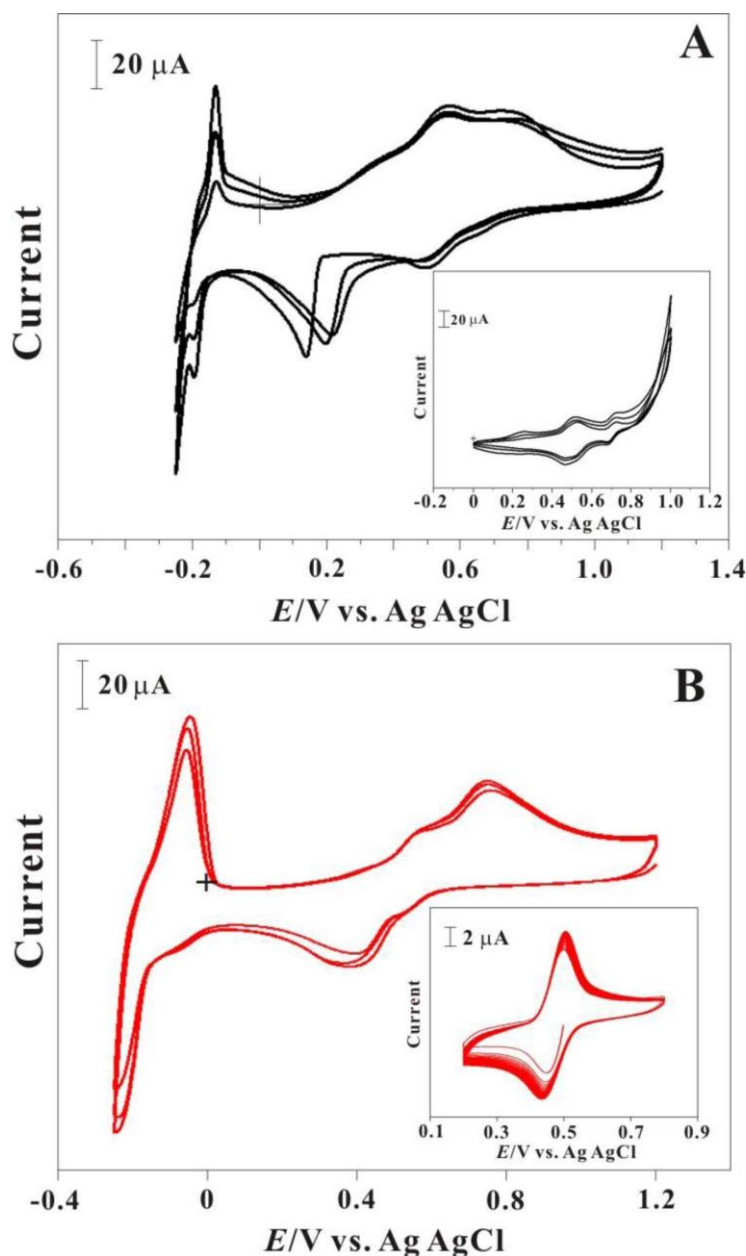 A
20 μA
Current
20 μA
Current
-0.2 0 0.2 0.4 0.6 0.8 1.0 1.2
E/V vs. Ag AgCl
-0.6 -0.2 0.2 0.6 1.0 1.4
E/V vs. Ag AgCl
B
20 μA
Current
2 μA
Current
0.1 0.3 0.5 0.7 0.9
E/V vs. Ag AgCl
-0.4 0 0.4 0.8 1.2
E/V vs. Ag AgCl